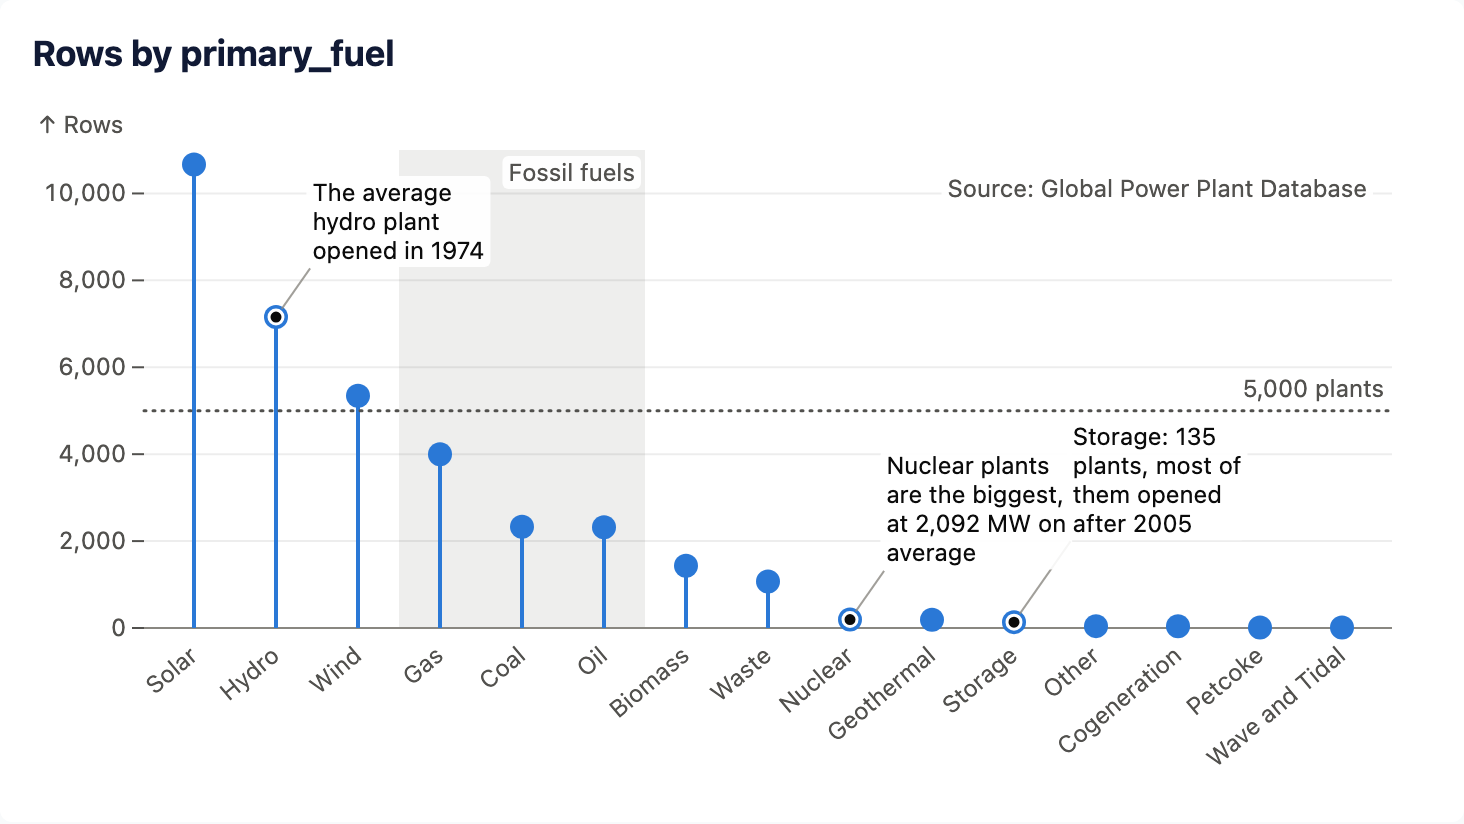 Rows by primary_fuel
↑ Rows
Fossil fuels
10,000
8,000
6,000
4,000
2,000
0
The average
hydro plant
opened in 1974
Source: Global Power Plant Database
5,000 plants
Nuclear plants
are the biggest,
at 2,092 MW on
average
Storage: 135
plants, most of
them opened
after 2005
Solar
Hydro
Wind
Gas
Coal
Oil
Biomass
Waste
Nuclear
Geothermal
Storage
Other
Cogeneration
Petcoke
Wave and Tidal